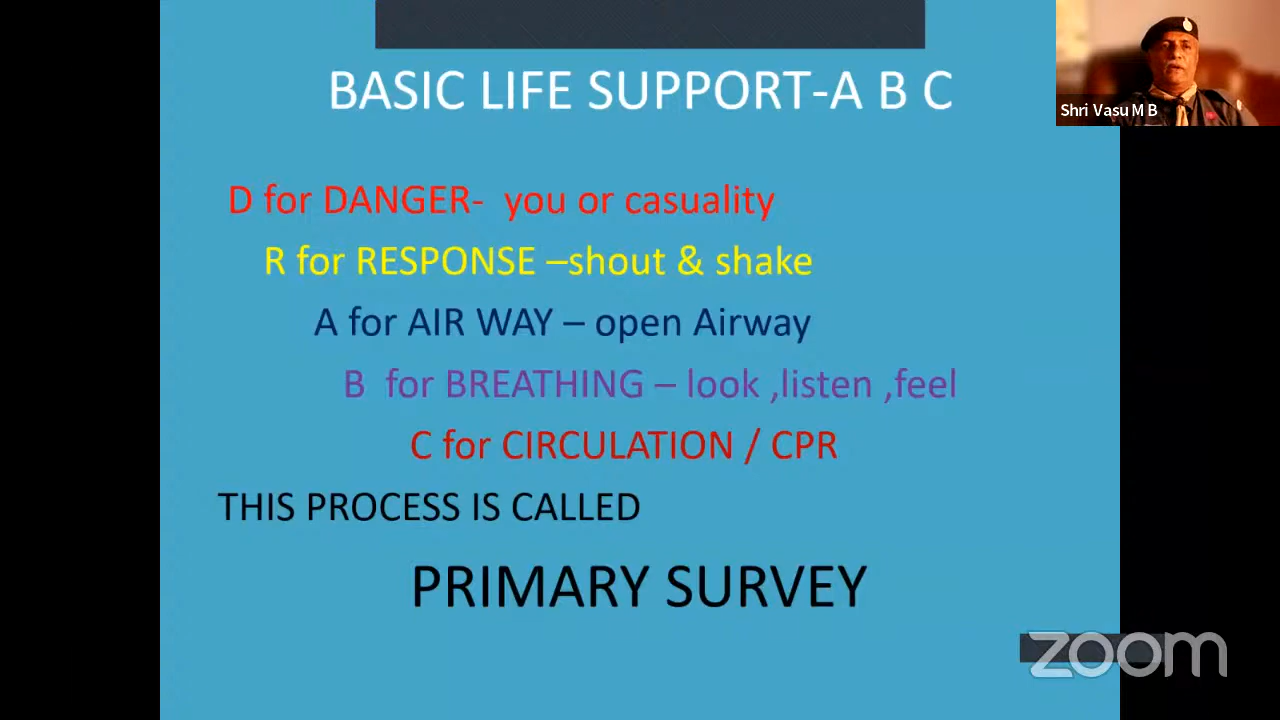 BASIC LIFE SUPPORT-A B C
Shri Vasu M B
D for DANGER-  you or casuality
R for RESPONSE –shout & shake
A for AIR WAY – open Airway
B  for BREATHING – look ,listen ,feel
C for CIRCULATION / CPR
THIS PROCESS IS CALLED
PRIMARY SURVEY
zoom